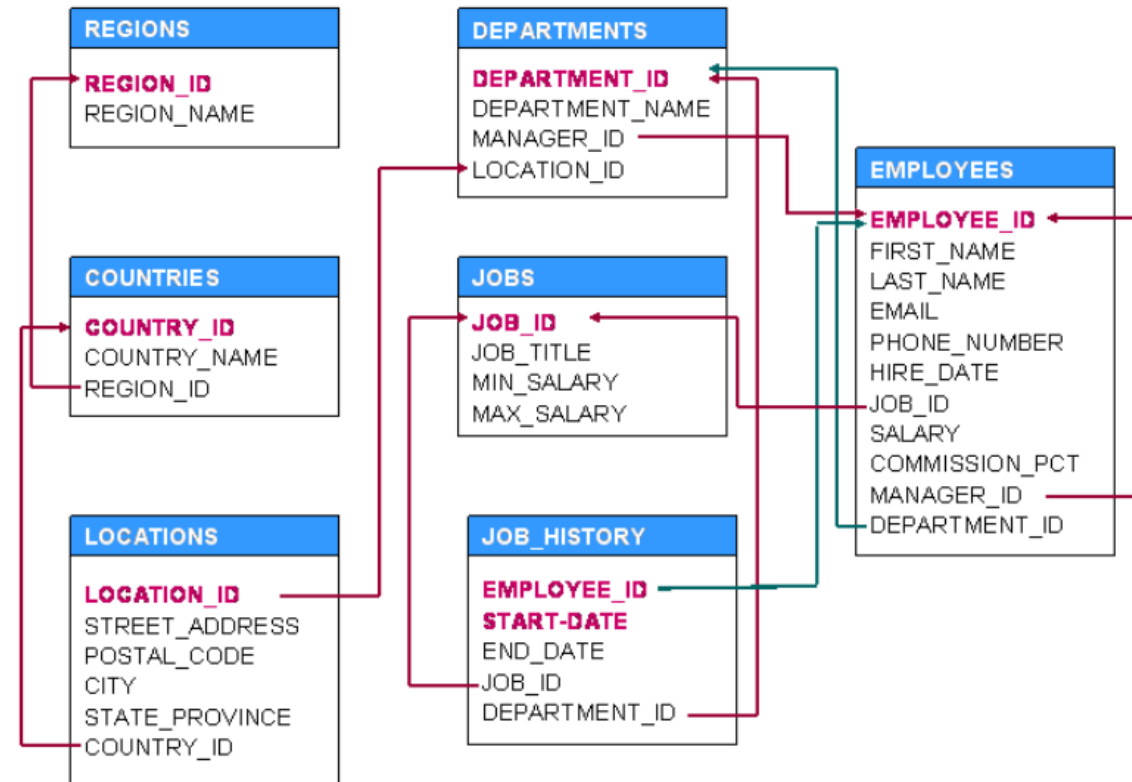 REGIONS
REGION_ID
REGION_NAME
DEPARTMENTS
DEPARTMENT_ID
DEPARTMENT_NAME
MANAGER_ID
LOCATION_ID
EMPLOYEES
EMPLOYEE_ID
FIRST_NAME
LAST_NAME
EMAIL
PHONE_NUMBER
HIRE_DATE
JOB_ID
SALARY
COMMISSION_PCT
MANAGER_ID
DEPARTMENT_ID
COUNTRIES
COUNTRY_ID
COUNTRY_NAME
REGION_ID
JOBS
JOB_ID
JOB_TITLE
MIN_SALARY
MAX_SALARY
LOCATIONS
LOCATION_ID
STREET_ADDRESS
POSTAL_CODE
CITY
STATE_PROVINCE
COUNTRY_ID
JOB_HISTORY
EMPLOYEE_ID
START-DATE
END_DATE
JOB_ID
DEPARTMENT_ID